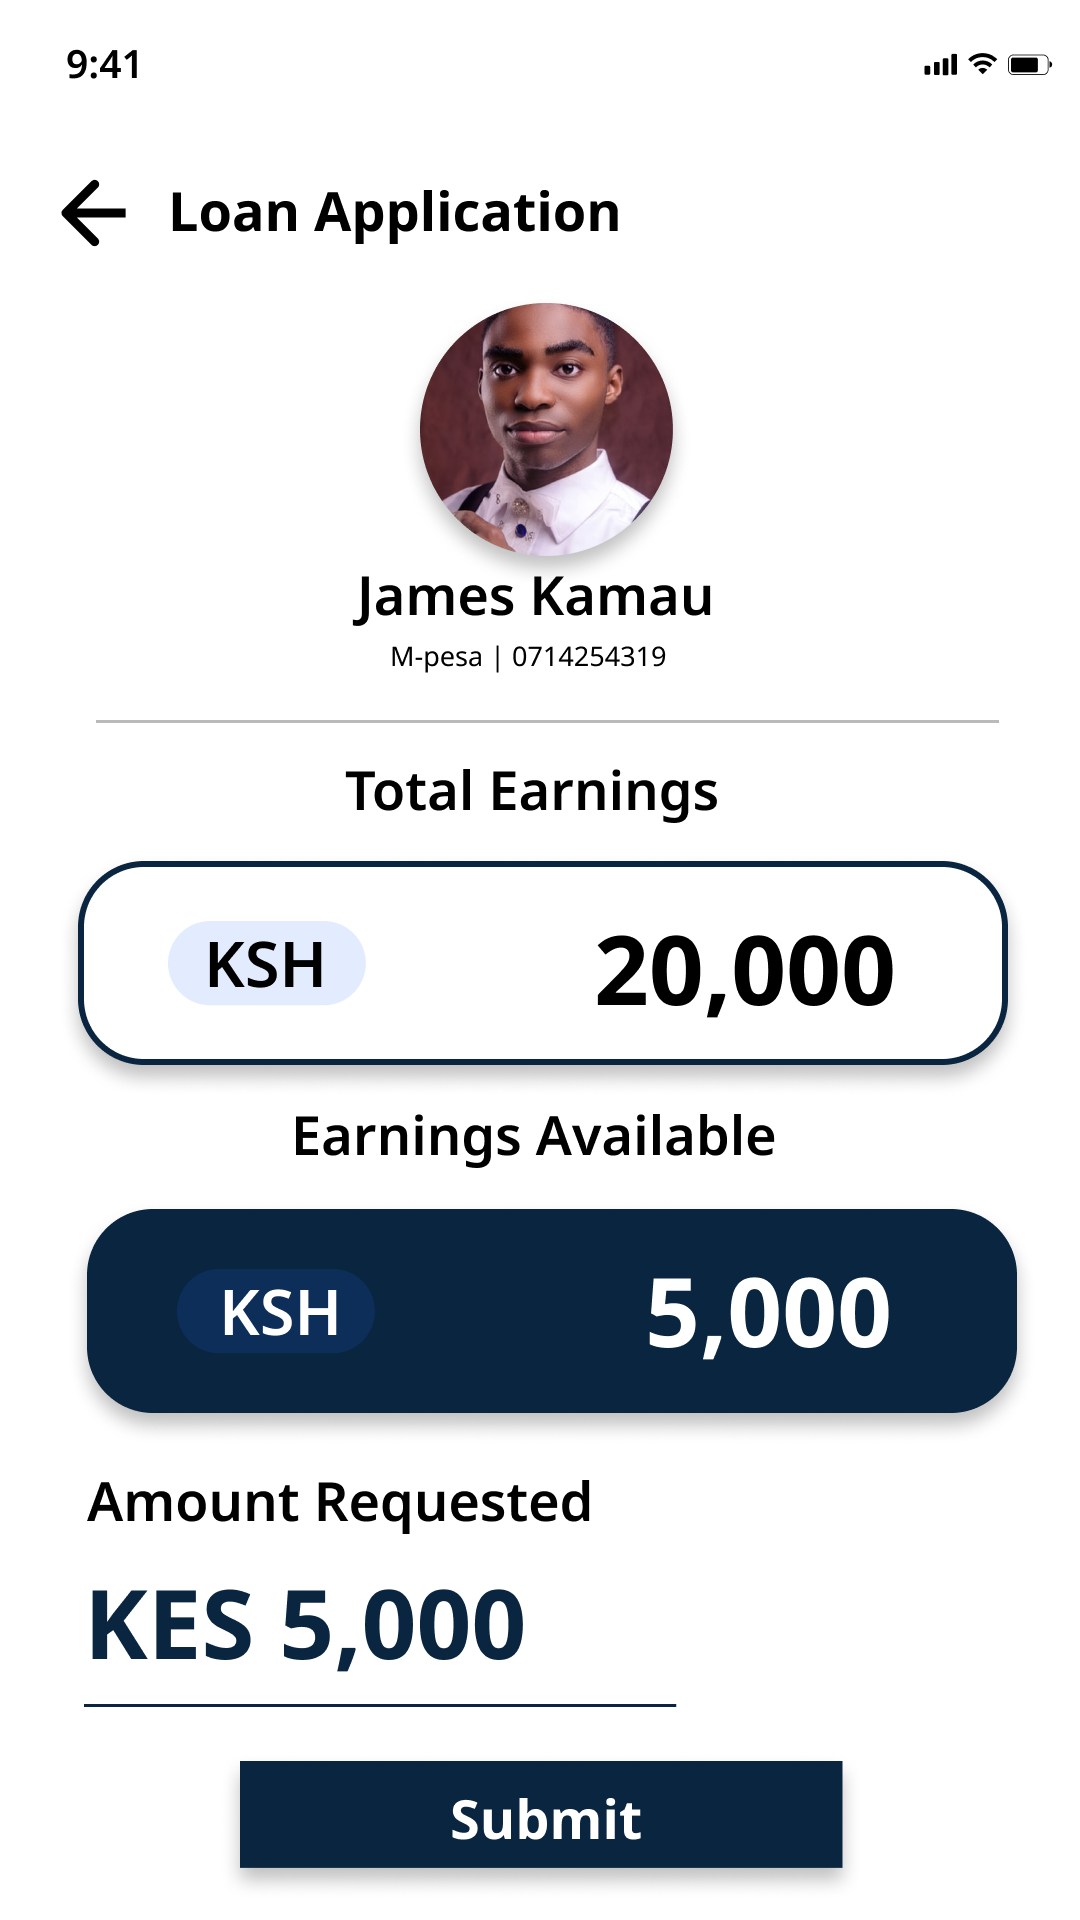 9:41
Loan Application
James Kamau
M-pesa | 0714254319
Total Earnings
KSH 20,000
Earnings Available
KSH 5,000
Amount Requested
KES 5,000
Submit